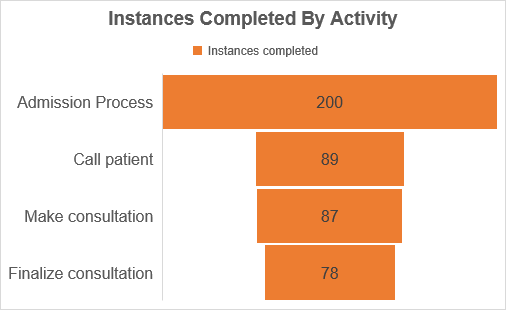 Instances Completed By Activity
Instances completed
Admission Process 200
Call patient 89
Make consultation 87
Finalize consultation 78